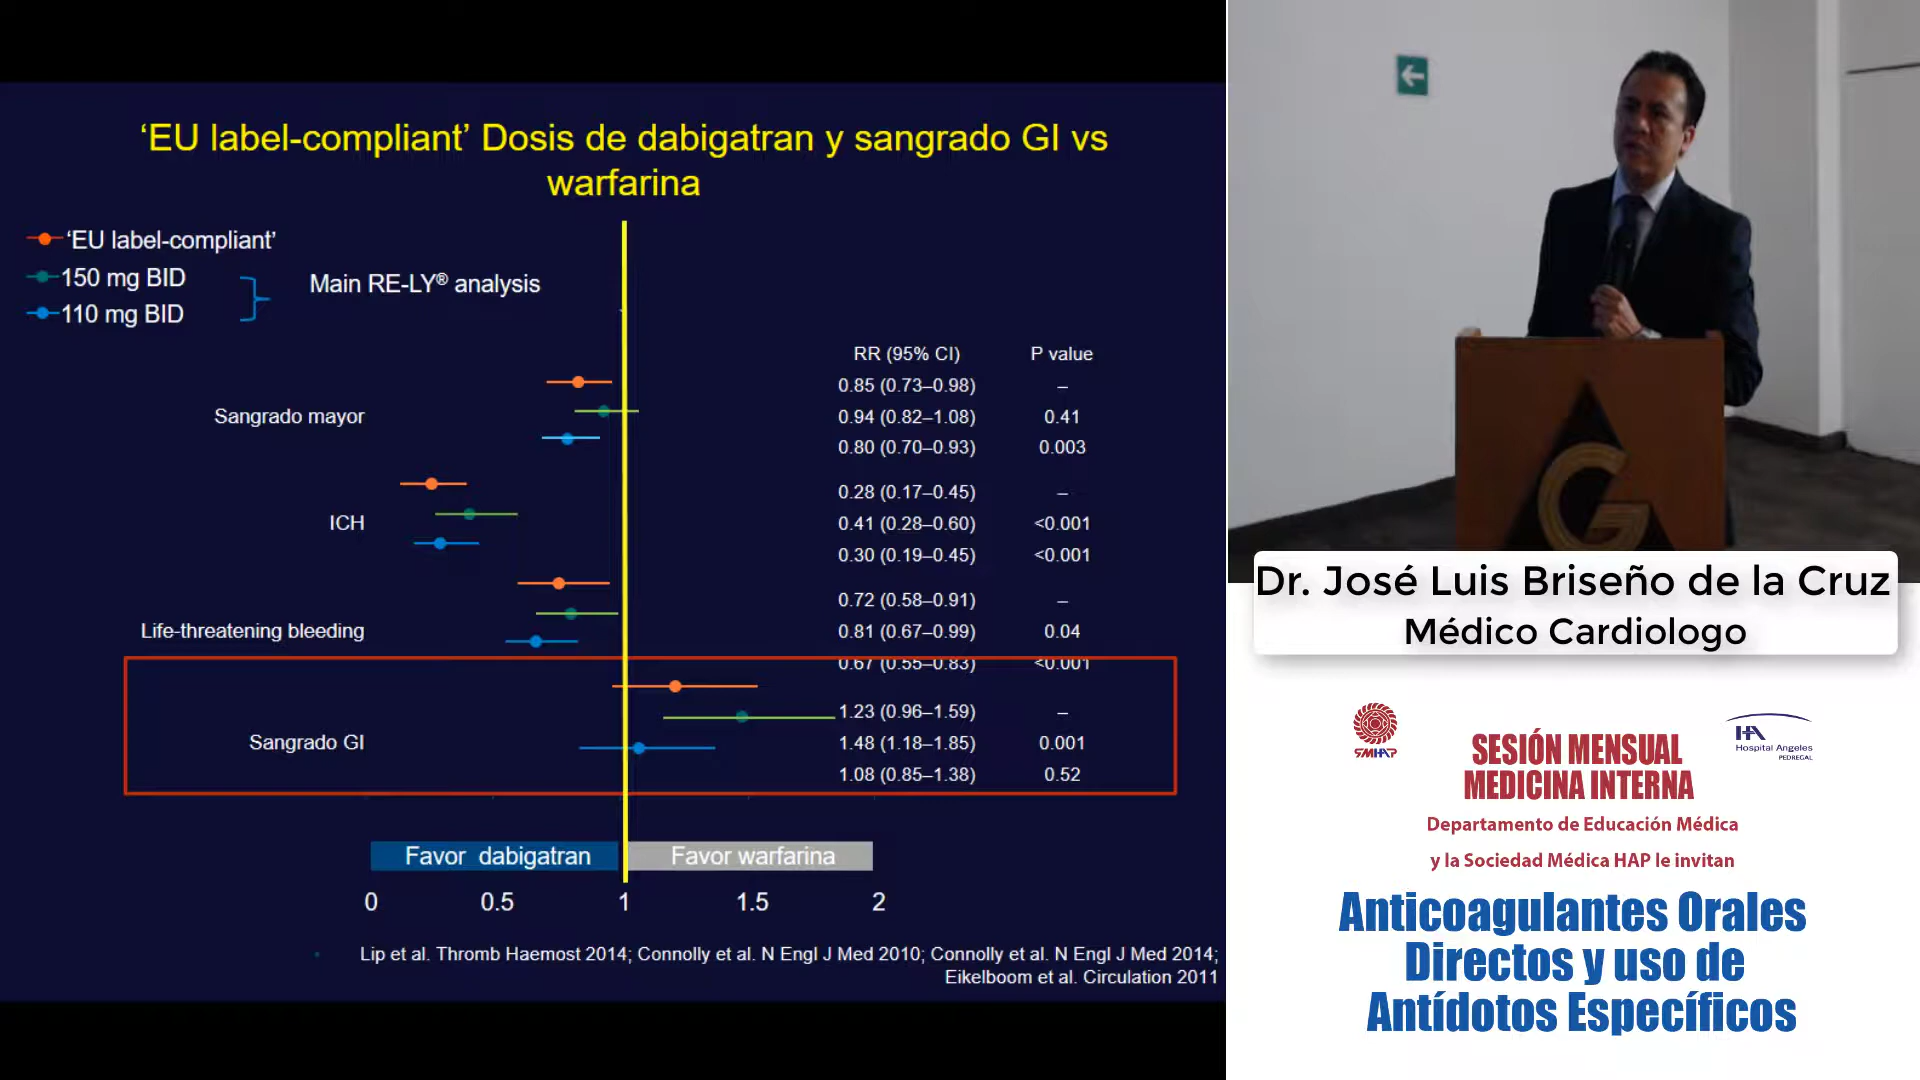 ‘EU label-compliant’ Dosis de dabigatran y sangrado GI vs
warfarina
‘EU label-compliant’
150 mg BID
110 mg BID
Main RE-LY® analysis
RR (95% CI) P value
Sangrado mayor
0.85 (0.73–0.98) –
0.94 (0.82–1.08) 0.41
0.80 (0.70–0.93) 0.003
ICH
0.28 (0.17–0.45) –
0.41 (0.28–0.60) <0.001
0.30 (0.19–0.45) <0.001
Life-threatening bleeding
0.72 (0.58–0.91) –
0.81 (0.67–0.99) 0.04
0.67 (0.55–0.83) <0.001
Sangrado GI
1.23 (0.96–1.59) –
1.48 (1.18–1.85) 0.001
1.08 (0.85–1.38) 0.52
Favor dabigatran Favor warfarina
0 0.5 1 1.5 2
Lip et al. Thromb Haemost 2014; Connolly et al. N Engl J Med 2010; Connolly et al. N Engl J Med 2014;
Eikelboom et al. Circulation 2011
G
Dr. José Luis Briseño de la Cruz
Médico Cardiologo
SMHAP
HA
Hospital Angeles
PEDREGAL
SESIÓN MENSUAL
MEDICINA INTERNA
Departamento de Educación Médica
y la Sociedad Médica HAP le invitan
Anticoagulantes Orales
Directos y uso de
Antídotos Específicos